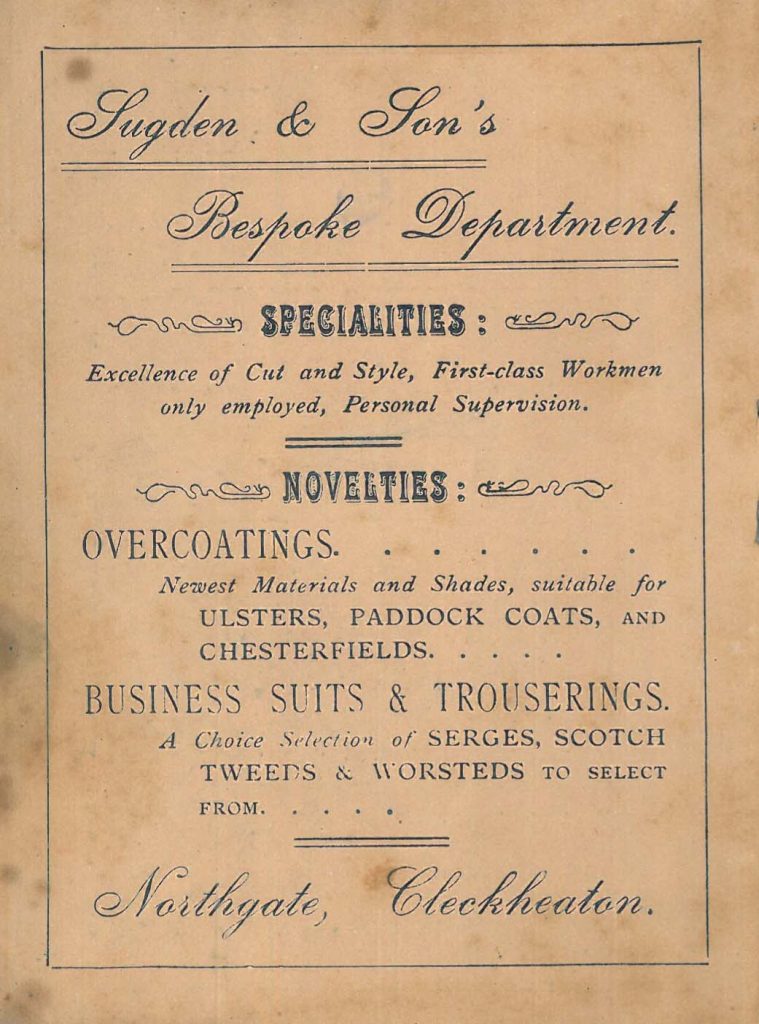 Sugden & Son's
Bespoke Department.
SPECIALITIES:
Excellence of Cut and Style, First-class Workmen
only employed, Personal Supervision.
NOVELTIES:
OVERCOATINGS. . . . . . .
Newest Materials and Shades, suitable for
ULSTERS, PADDOCK COATS, AND
CHESTERFIELDS. . . . .
BUSINESS SUITS & TROUSERINGS.
A Choice Selection of SERGES, SCOTCH
TWEEDS & WORSTEDS TO SELECT
FROM. . . . .
Northgate, Cleckheaton.